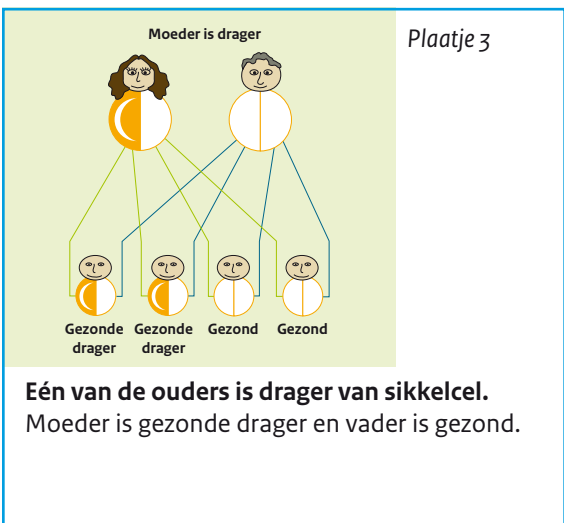 Moeder is drager
Plaatje 3
Gezonde drager
Gezonde drager
Gezond
Gezond
Eén van de ouders is drager van sikkelcel.
Moeder is gezonde drager en vader is gezond.